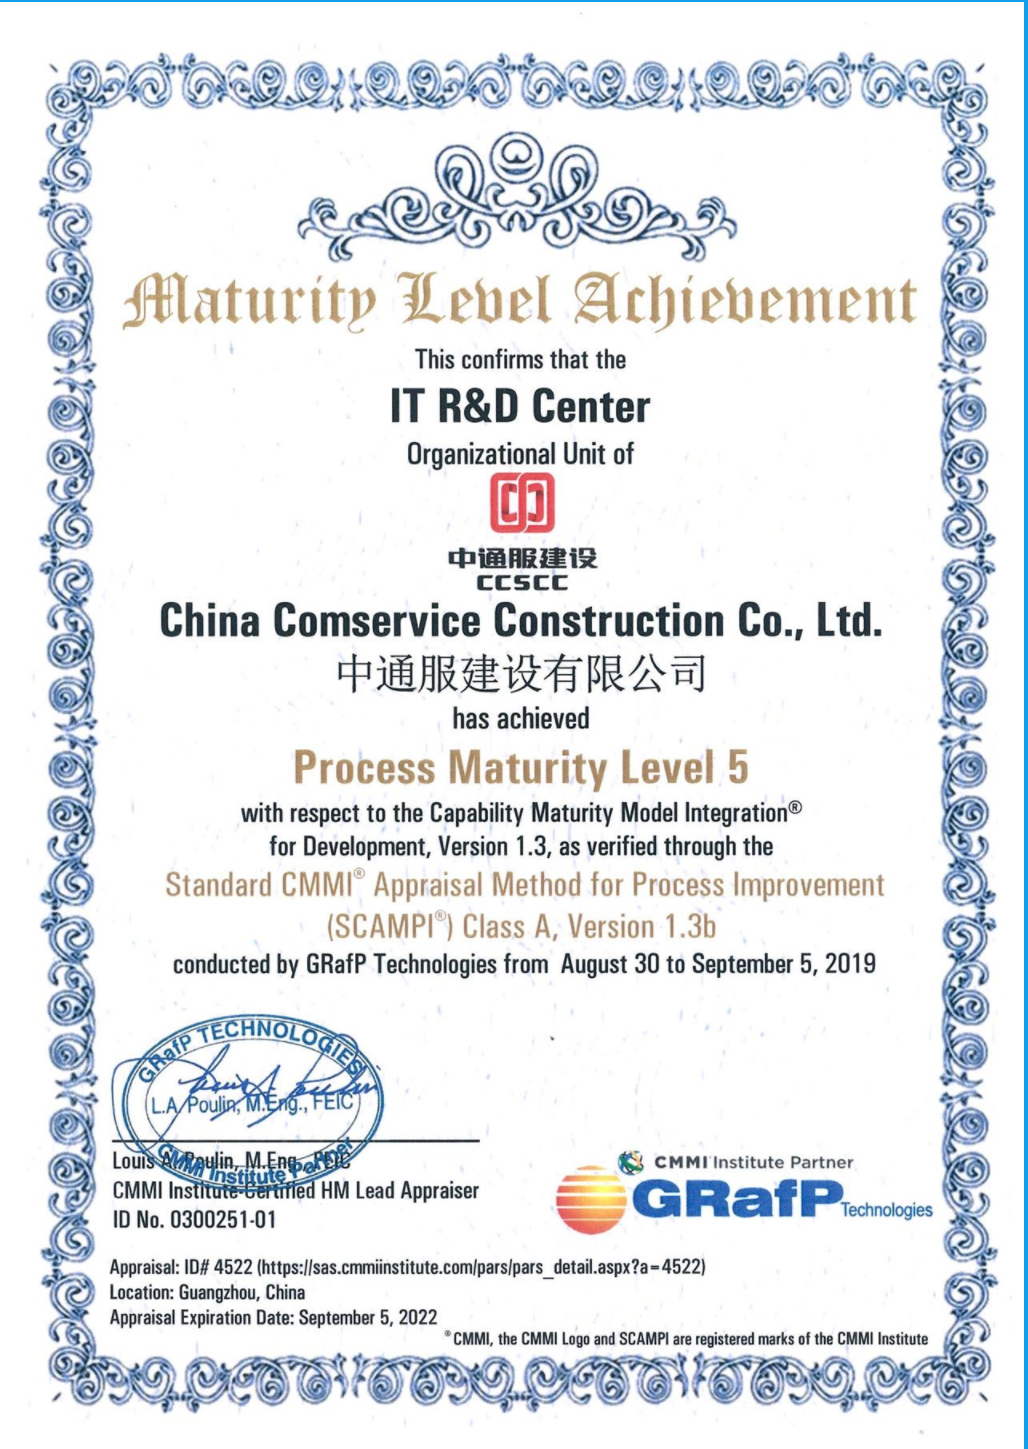 Maturity Level Achievement
This confirms that the
IT R&D Center
Organizational Unit of
中通服建设
CCSCC
China Comservice Construction Co., Ltd.
中通服建设有限公司
has achieved
Process Maturity Level 5
with respect to the Capability Maturity Model Integration®
for Development, Version 1.3, as verified through the
Standard CMMI® Appraisal Method for Process Improvement
(SCAMPI®) Class A, Version 1.3b
conducted by GRafP Technologies from August 30 to September 5, 2019
GRafP TECHNOLOGIES
L.A. Poulin, M.Eng., FEIC
CMMI Institute Partner
Louis A. Poulin, M.Eng., FEIC
CMMI Institute-Certified HM Lead Appraiser
ID No. 0300251-01
CMMI Institute Partner
GRafP Technologies
Appraisal: ID# 4522 (https://sas.cmmiinstitute.com/pars/pars_detail.aspx?a=4522)
Location: Guangzhou, China
Appraisal Expiration Date: September 5, 2022
® CMMI, the CMMI Logo and SCAMPI are registered marks of the CMMI Institute